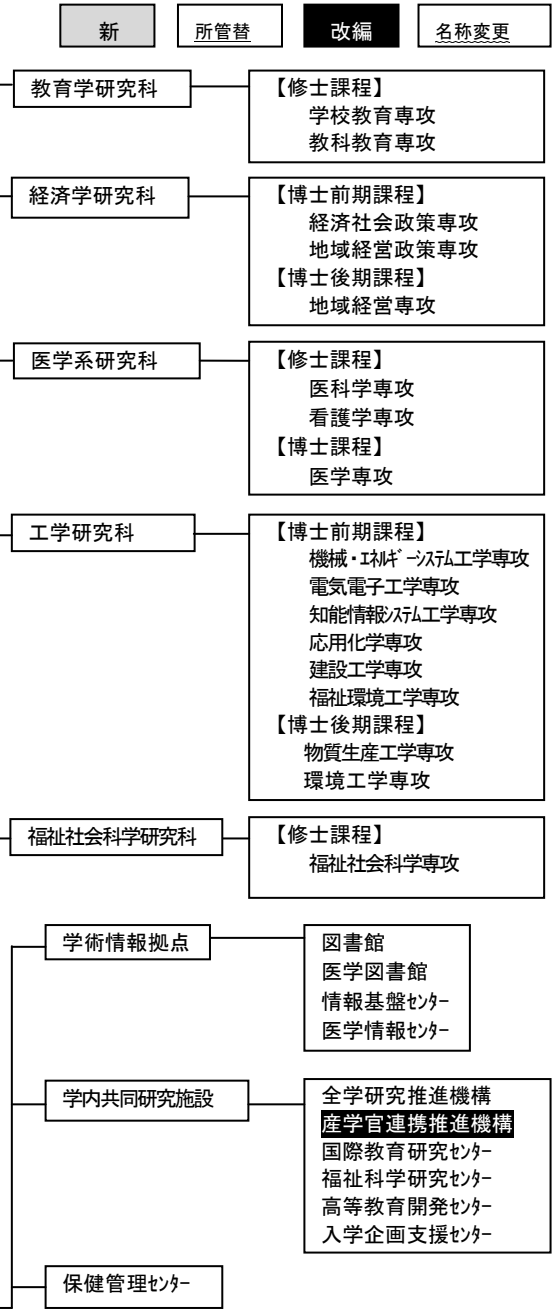 新 所管替 改編 名称変更
教育学研究科
【修士課程】
学校教育専攻
教科教育専攻
経済学研究科
【博士前期課程】
経済社会政策専攻
地域経営政策専攻
【博士後期課程】
地域経営専攻
医学系研究科
【修士課程】
医科学専攻
看護学専攻
【博士課程】
医学専攻
工学研究科
【博士前期課程】
機械・ｴﾈﾙｷﾞｰｼｽﾃﾑ工学専攻
電気電子工学専攻
知能情報ｼｽﾃﾑ工学専攻
応用化学専攻
建設工学専攻
福祉環境工学専攻
【博士後期課程】
物質生産工学専攻
環境工学専攻
福祉社会科学研究科
【修士課程】
福祉社会科学専攻
学術情報拠点
図書館
医学図書館
情報基盤ｾﾝﾀｰ
医学情報ｾﾝﾀｰ
学内共同研究施設
全学研究推進機構
産学官連携推進機構
国際教育研究ｾﾝﾀｰ
福祉科学研究ｾﾝﾀｰ
高等教育開発ｾﾝﾀｰ
入学企画支援ｾﾝﾀｰ
保健管理ｾﾝﾀｰ